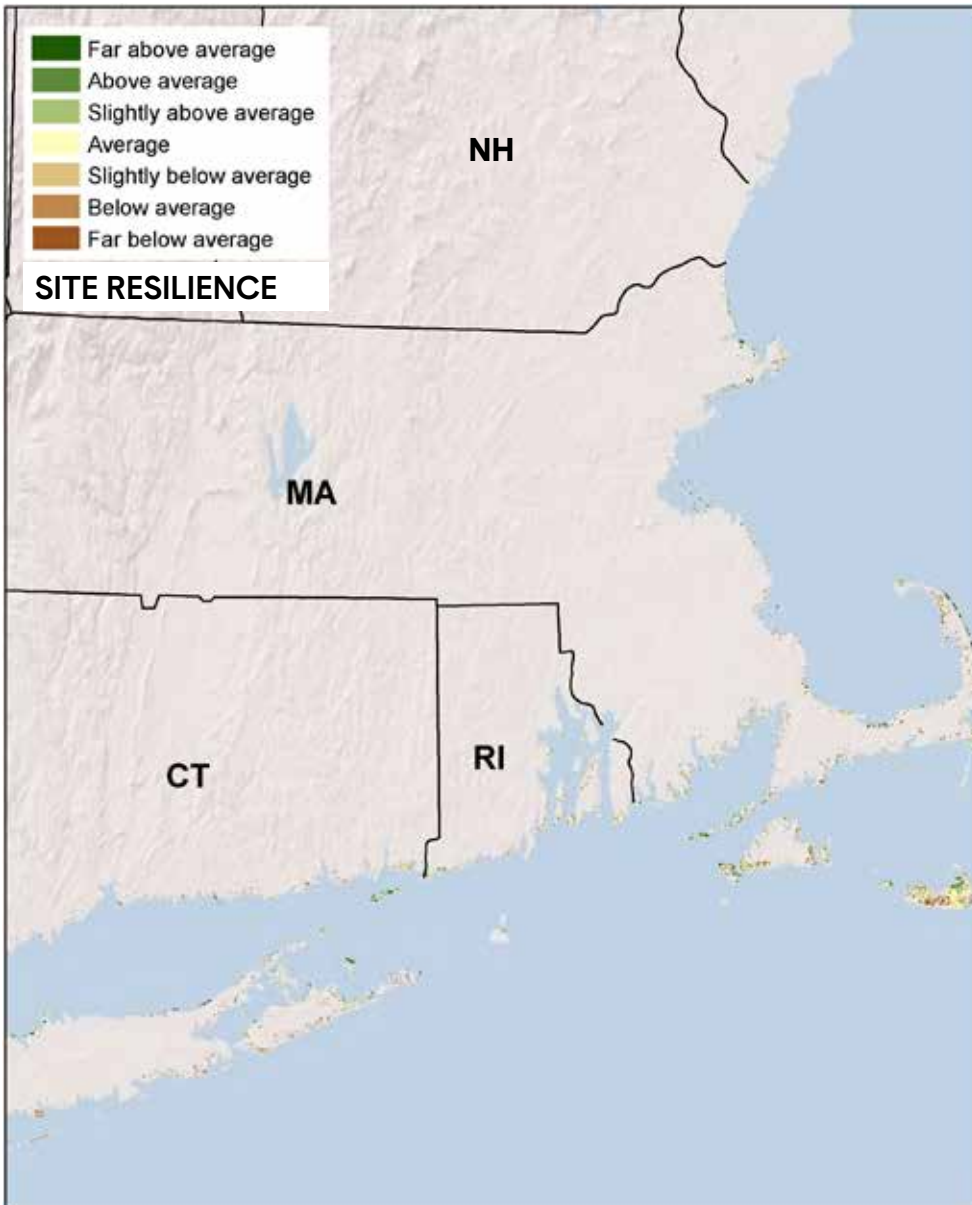 Far above average
Above average
Slightly above average
Average
Slightly below average
Below average
Far below average
SITE RESILIENCE
NH
MA
CT
RI